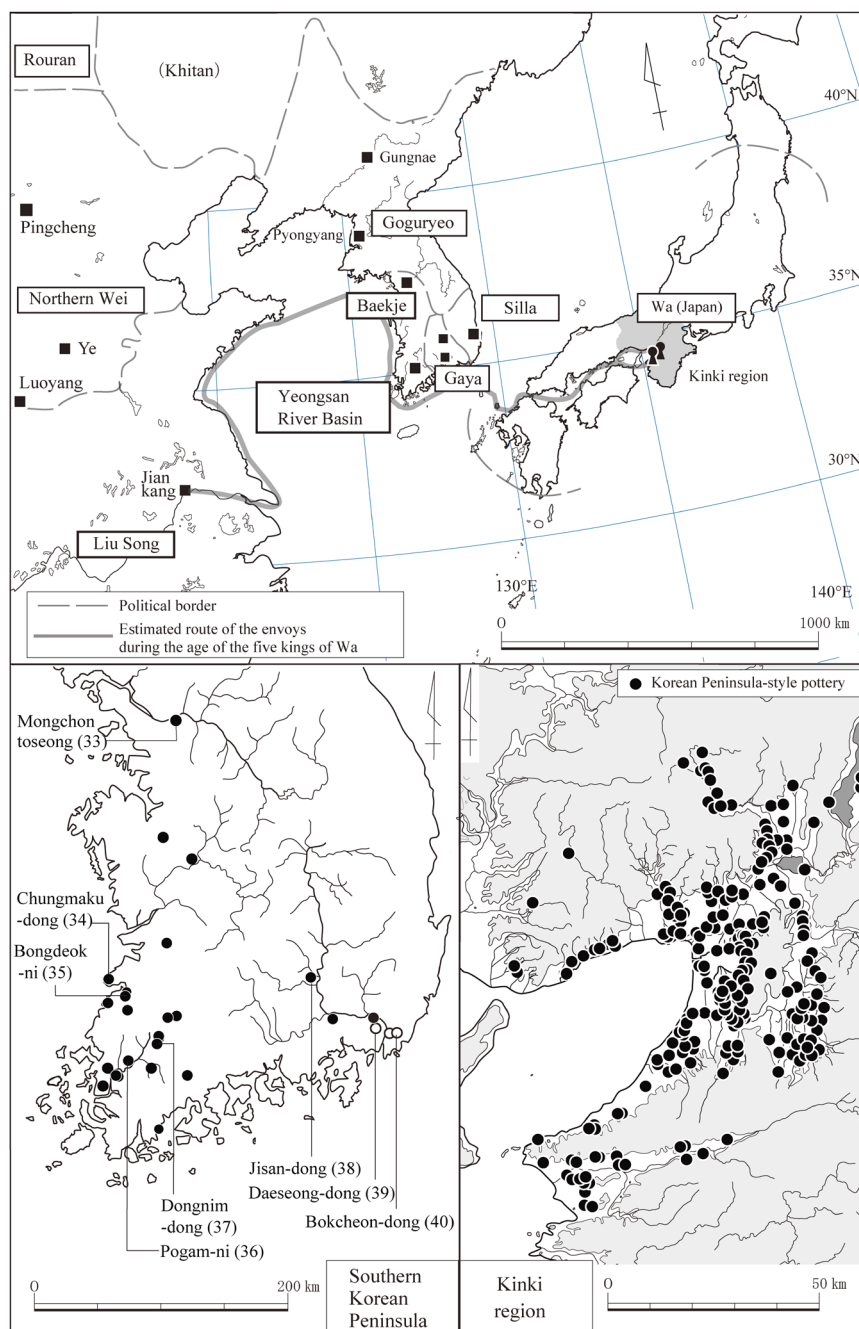 Rouran
(Khitan)
40°N
Gungnae
Pingcheng
Goguryeo
Pyongyang
35°N
Northern Wei
Baekje
Silla
Wa (Japan)
Ye
Kinki region
Luoyang
Gaya
Yeongsan
River Basin
30°N
Jian
kang
Liu Song
130°E
140°E
Political border
Estimated route of the envoys
during the age of the five kings of Wa
0 1000 km
Mongchon
toseong (33)
Chungmaku
-dong (34)
Bongdeok
-ni (35)
Jisan-dong (38)
Daeseong-dong (39)
Bokcheon-dong (40)
Dongnim
-dong (37)
Pogam-ni (36)
0 200 km
Southern
Korean
Peninsula
Korean Peninsula-style pottery
Kinki
region
0 50 km